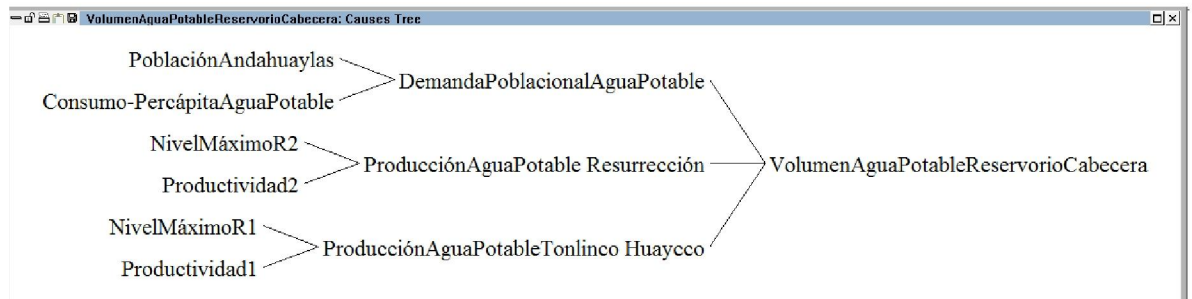 VolumenAguaPotableReservorioCabecera: Causes Tree
PoblaciónAndahuaylas
Consumo-PercápitaAguaPotable
DemandaPoblacionalAguaPotable
NivelMáximoR2
Productividad2
ProducciónAguaPotable Resurrección
VolumenAguaPotableReservorioCabecera
NivelMáximoR1
Productividad1
ProducciónAguaPotableTonlinco Huaycco